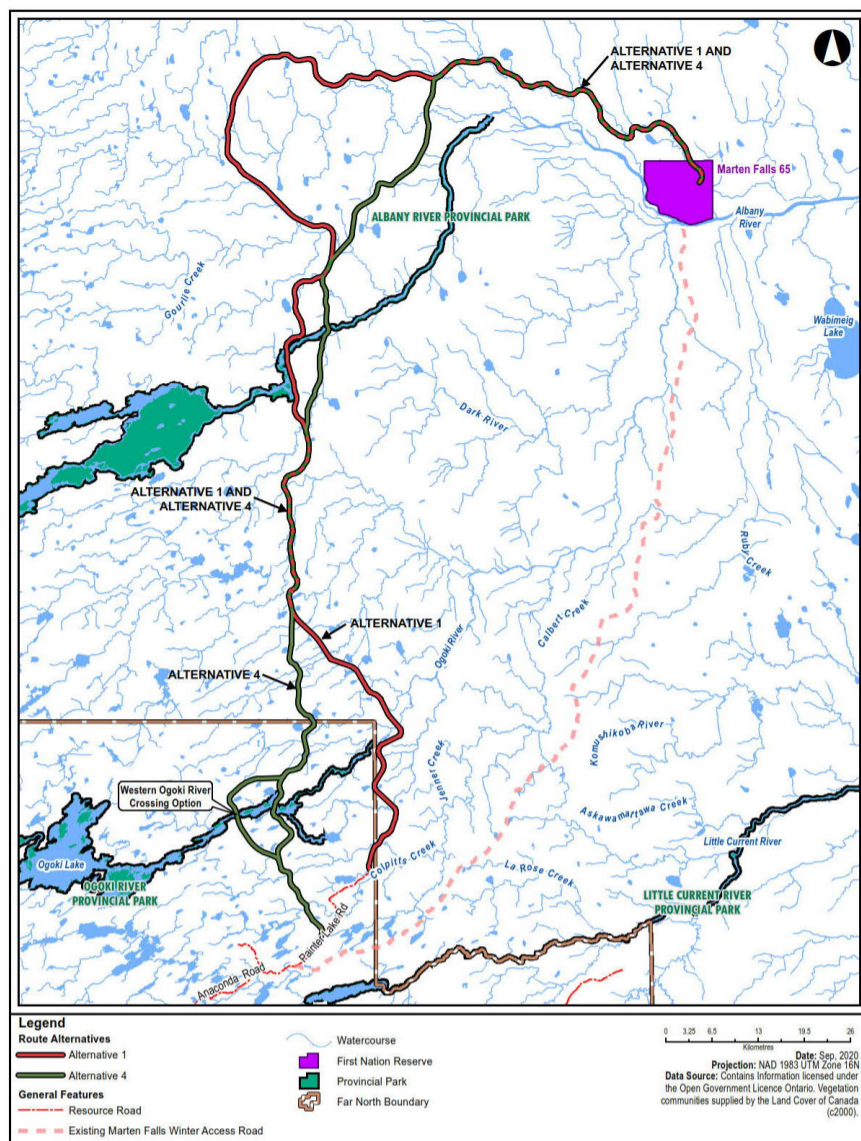 ALTERNATIVE 1 AND
ALTERNATIVE 4
Marten Falls 65
ALBANY RIVER PROVINCIAL PARK
Albany
River
Gourlie Creek
Wabimeig
Lake
Dark River
ALTERNATIVE 1 AND
ALTERNATIVE 4
Ruby Creek
Calbert Creek
ALTERNATIVE 1
Ogoki River
ALTERNATIVE 4
Komushikoba River
Western Ogoki River
Crossing Option
Jenner Creek
Askawamarrawa Creek
Little Current River
Ogoki Lake
Colpitts Creek
La Rose Creek
OGOKI RIVER
PROVINCIAL PARK
LITTLE CURRENT RIVER
PROVINCIAL PARK
Painter Lake Rd
Anaconda Road
Legend
Route Alternatives
Alternative 1
Alternative 4
General Features
Resource Road
Existing Marten Falls Winter Access Road
Watercourse
First Nation Reserve
Provincial Park
Far North Boundary
0 3.25 6.5 13 19.5 26
Kilometres
Date: Sep, 2020
Projection: NAD 1983 UTM Zone 16N
Data Source: Contains Information licensed under
the Open Government Licence Ontario. Vegetation
communities supplied by the Land Cover of Canada
(c2000).